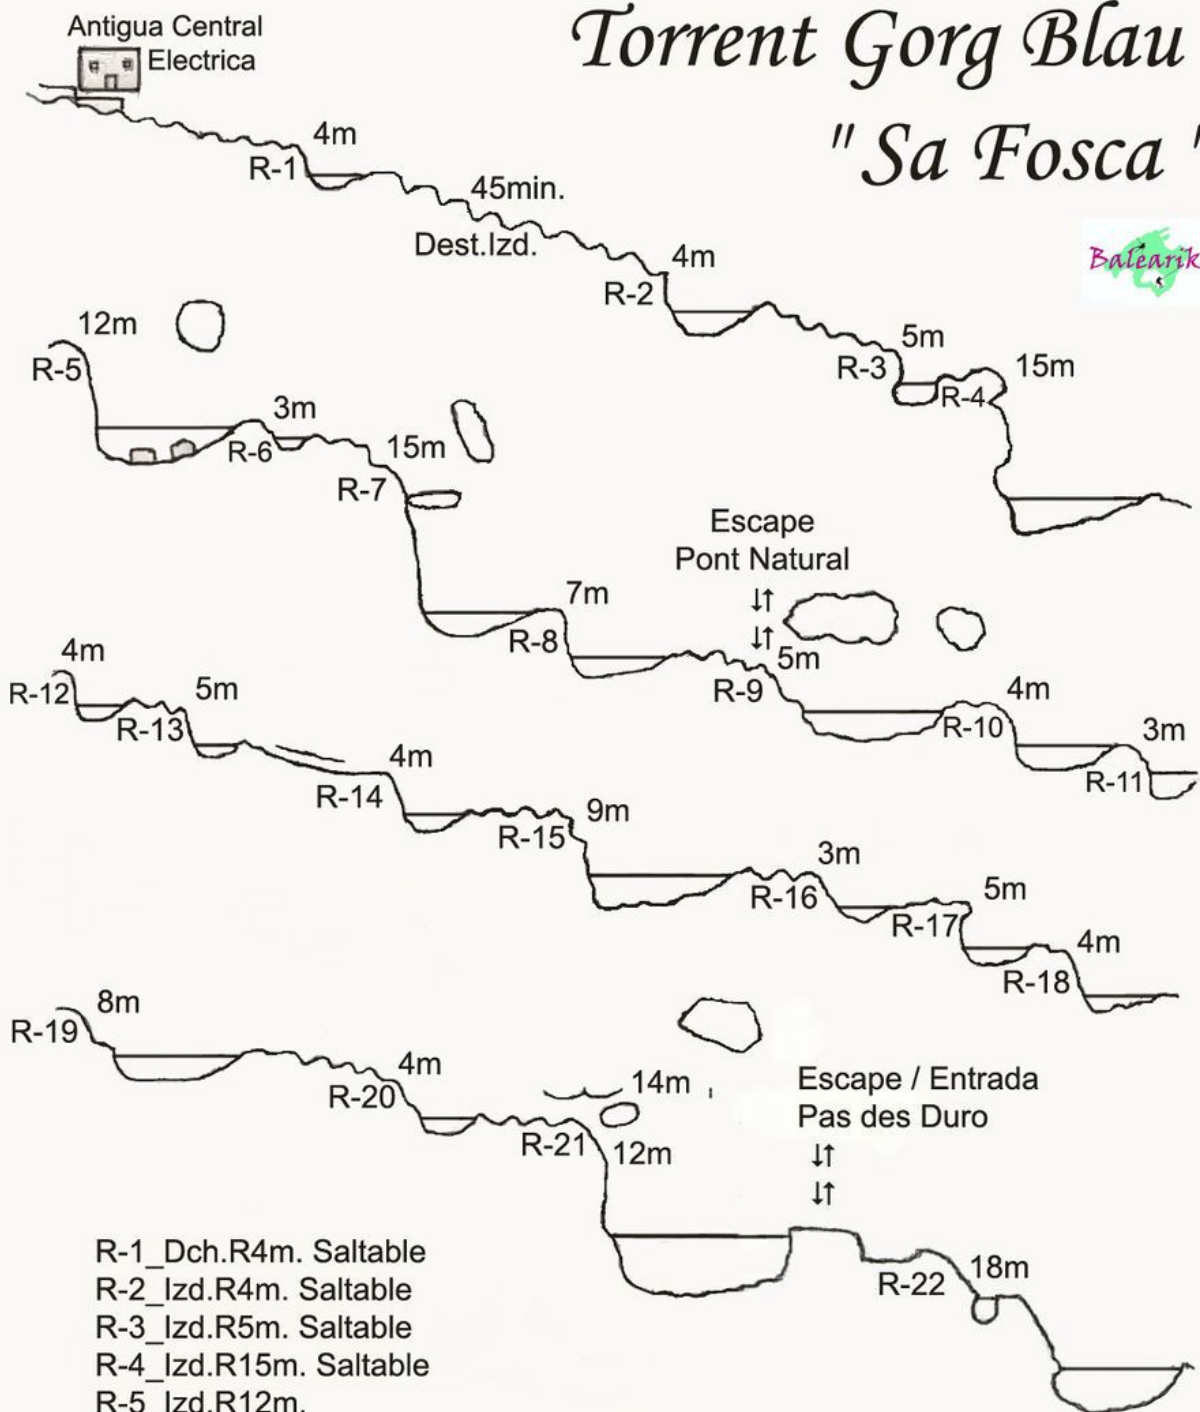 Antigua Central
Electrica
Torrent Gorg Blau
" Sa Fosca "
Balearik
4m
R-1
45min.
Dest.Izd.
4m
R-2
5m
R-3
15m
R-4
12m
R-5
3m
R-6
15m
R-7
Escape
Pont Natural
↓↑
↓↑
7m
R-8
5m
R-9
4m
R-10
3m
R-11
4m
R-12
5m
R-13
4m
R-14
9m
R-15
3m
R-16
5m
R-17
4m
R-18
8m
R-19
4m
R-20
14m
R-21
12m
Escape / Entrada
Pas des Duro
↓↑
↓↑
18m
R-22
R-1_Dch.R4m. Saltable
R-2_Izd.R4m. Saltable
R-3_Izd.R5m. Saltable
R-4_Izd.R15m. Saltable
R-5_Izd.R12m.